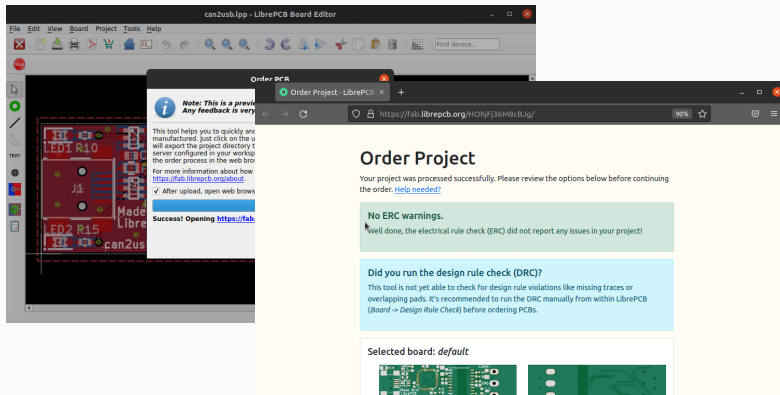 can2usb.lpp - LibrePCB Board Editor
File Edit View Board Project Tools Help
Find device...
Stop
Order PCB
Note: This is a previe
Any feedback is very
This tool helps you to quickly and
manufactured. Just click on the u
will export the project directory t
server configured in your worksp
the order process in the web brow
For more information about how
https://fab.librepcb.org/about.
After upload, open web brows
Success! Opening https://fab.
TEXT
LED1 R10
J1
Made
Libre
LED2 R15
can2usb
Order Project - LibrePCB
https://fab.librepcb.org/HOhjFj36M8cBJg/
90%
Order Project
Your project was processed successfully. Please review the options below before continuing
the order. Help needed?
No ERC warnings.
Well done, the electrical rule check (ERC) did not report any issues in your project!
Did you run the design rule check (DRC)?
This tool is not yet able to check for design rule violations like missing traces or
overlapping pads. It's recommended to run the DRC manually from within LibrePCB
(Board -> Design Rule Check) before ordering PCBs.
Selected board: default